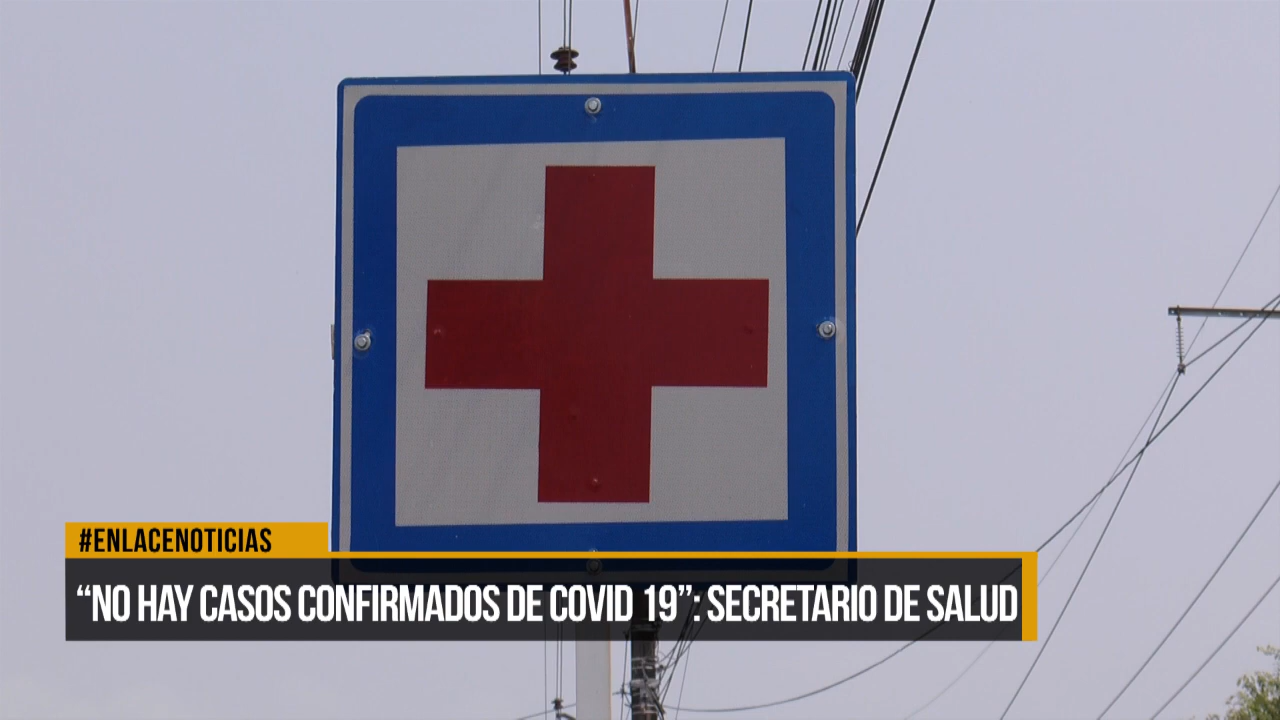 #ENLACENOTICIAS
“NO HAY CASOS CONFIRMADOS DE COVID 19”: SECRETARIO DE SALUD